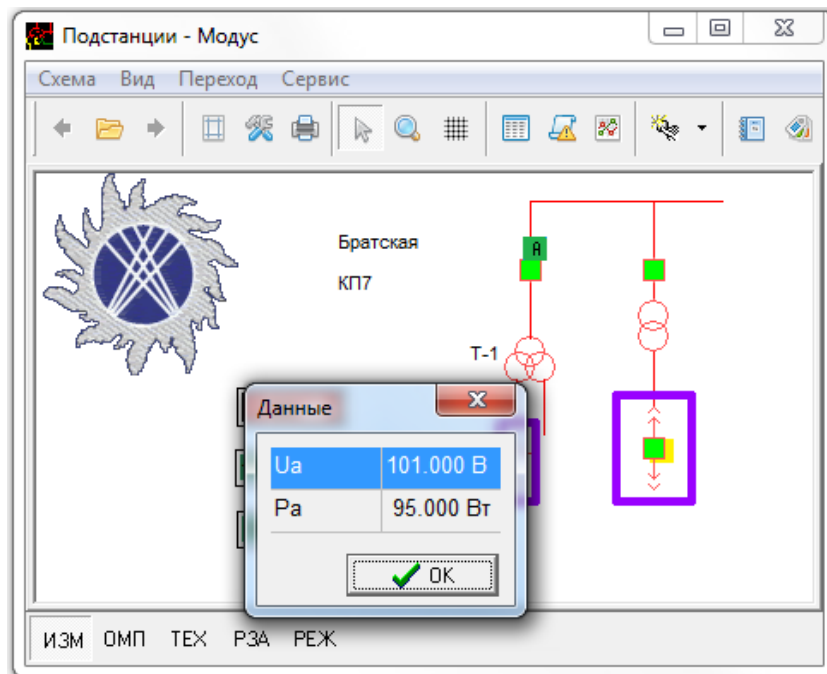 Подстанции - Модус
Схема Вид Переход Сервис
Братская
A
КП7
Т-1
Данные
Ua 101.000 В
Pa 95.000 Вт
OK
ИЗМ ОМП ТЕХ РЗА РЕЖ